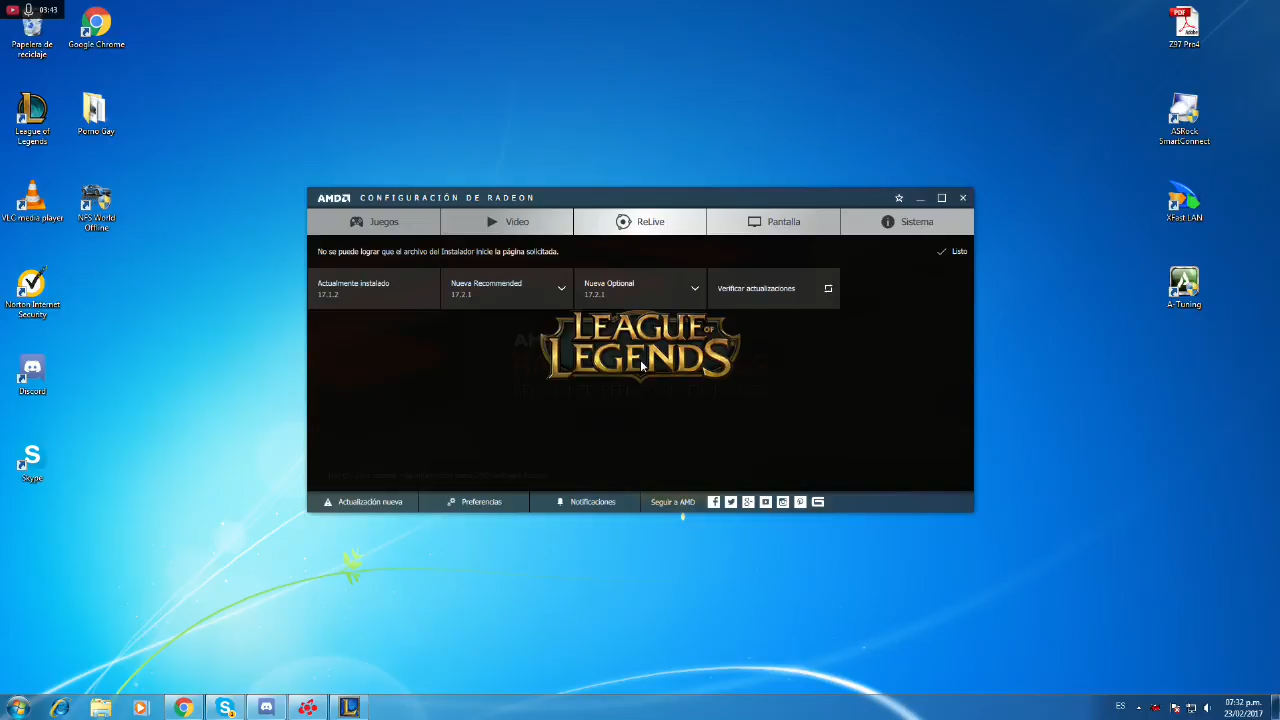 03:43
Papelera de
reciclaje
Google Chrome
League of
Legends
Porno Gay
VLC media player
NFS World
Offline
Norton Internet
Security
Discord
Skype
Z97 Pro4
ASRock
SmartConnect
XFast LAN
A-Tuning
AMD CONFIGURACIÓN DE RADEON
Juegos
Video
ReLive
Pantalla
Sistema
No se puede lograr que el archivo del Instalador inicie la página solicitada.
Listo
Actualmente instalado
17.1.2
Nueva Recommended
17.2.1
Nueva Optional
17.2.1
Verificar actualizaciones
LEAGUE OF
LEGENDS
Actualización nueva
Preferencias
Notificaciones
Seguir a AMD
ES
07:32 p.m.
23/02/2017